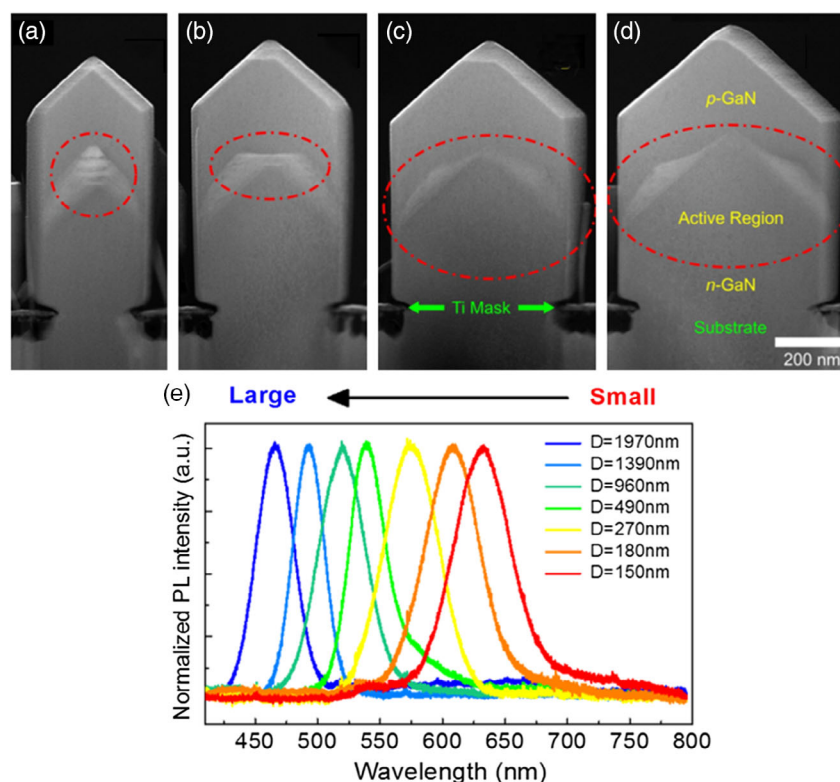 (a)
(b)
(c)
(d)
p-GaN
Active Region
n-GaN
Ti Mask
Substrate
200 nm
(e)
Large
Small
Normalized PL intensity (a.u.)
D=1970nm
D=1390nm
D=960nm
D=490nm
D=270nm
D=180nm
D=150nm
450 500 550 600 650 700 750 800
Wavelength (nm)